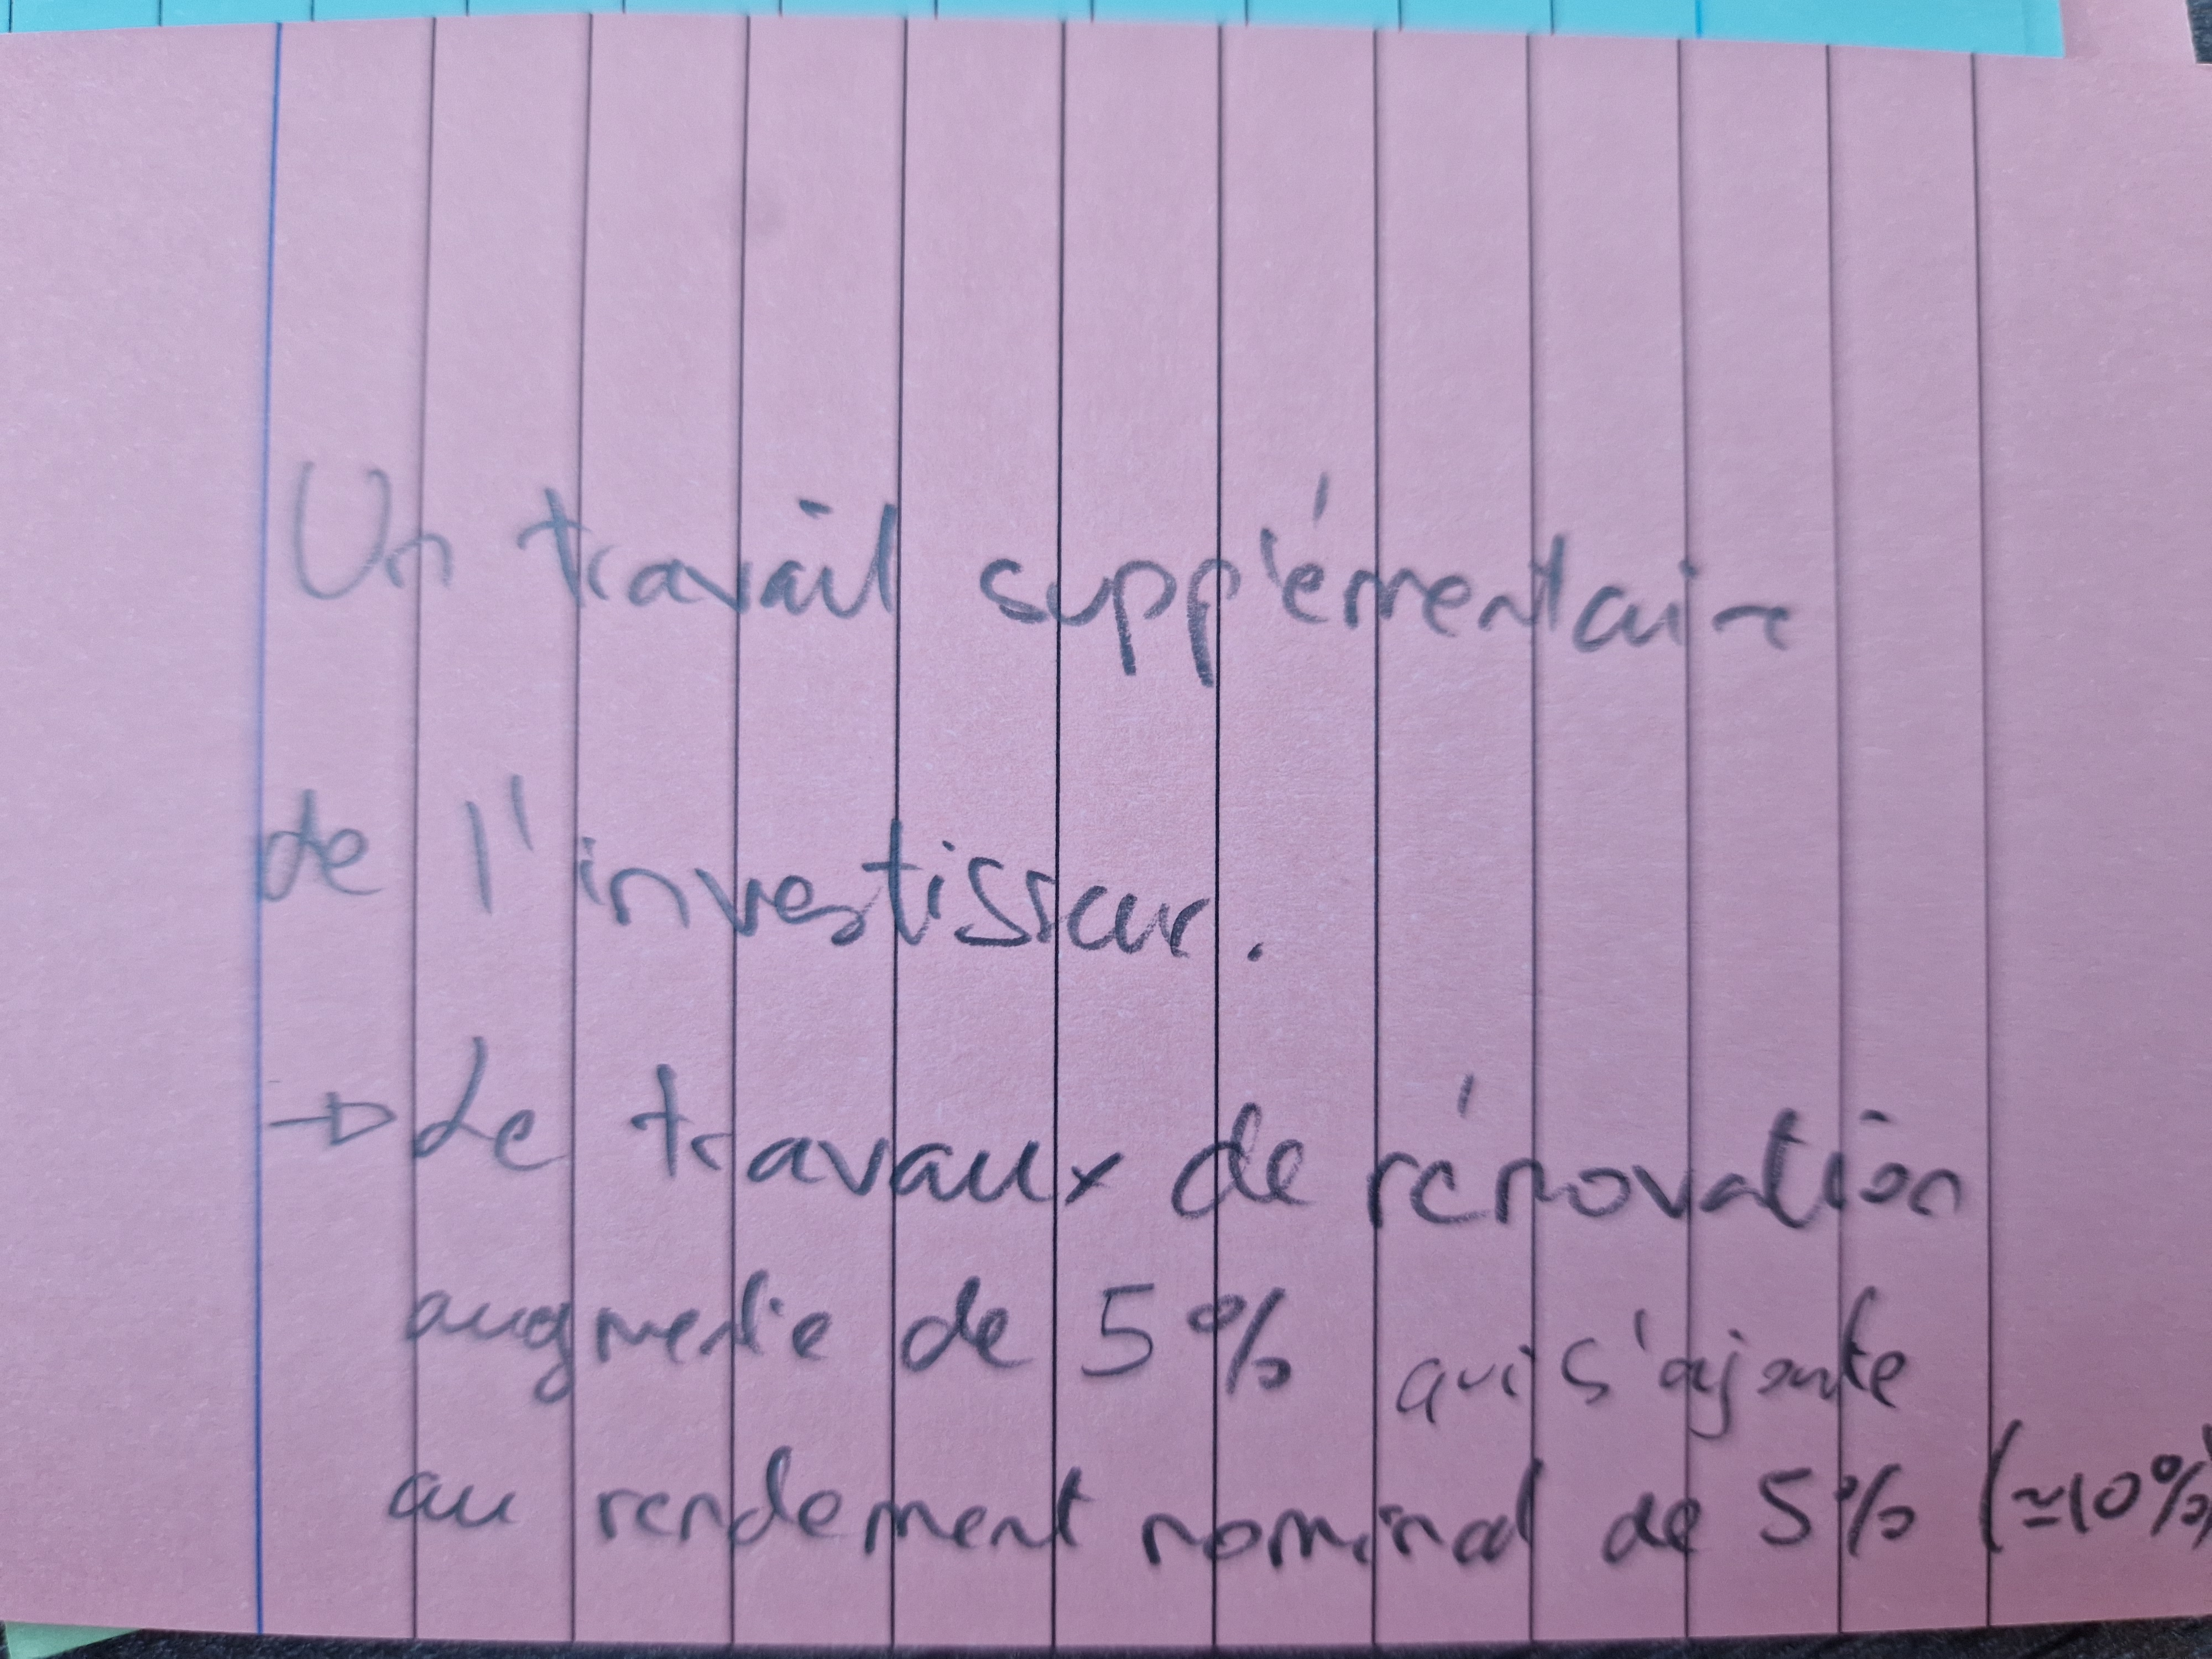 Un travail supplémentaire
de l'investisseur.
→ Le travaux de rénovation
augmente de 5% qui s'ajoute
au rendement nominal de 5% (≈10%)